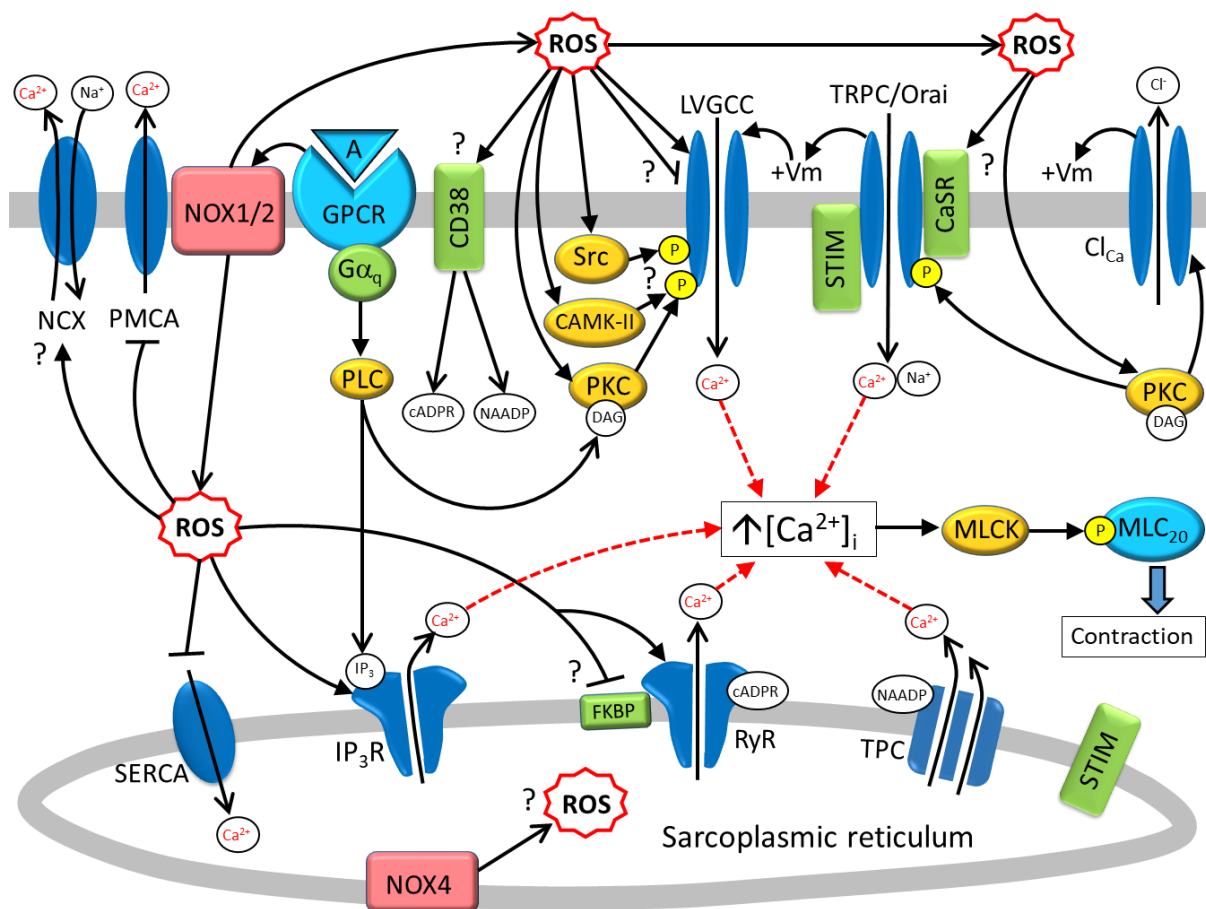 ROS
ROS
Ca²⁺
Na⁺
Ca²⁺
LVGCC
TRPC/Orai
Cl⁻
A
?
?
+Vm
?
+Vm
NOX1/2
GPCR
CD38
CaSR
STIM
Gαq
Src
P
?
P
CAMK-II
P
Cl_Ca
NCX
PMCA
?
PLC
cADPR
NAADP
PKC
DAG
Ca²⁺
Ca²⁺
Na⁺
PKC
DAG
ROS
↑[Ca²⁺]i
MLCK
P
MLC₂₀
Contraction
Ca²⁺
Ca²⁺
Ca²⁺
IP₃
?
FKBP
cADPR
NAADP
IP₃R
RyR
TPC
STIM
SERCA
Ca²⁺
?
ROS
Sarcoplasmic reticulum
NOX4